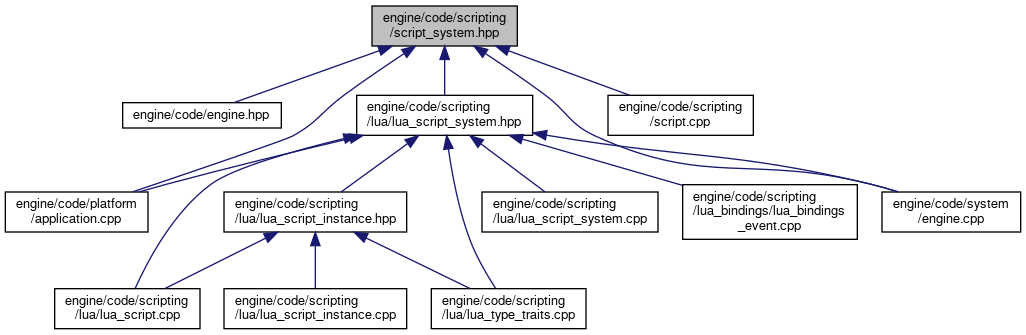 engine/code/scripting
/script_system.hpp
engine/code/engine.hpp
engine/code/scripting
/lua/lua_script_system.hpp
engine/code/scripting
/script.cpp
engine/code/platform
/application.cpp
engine/code/scripting
/lua/lua_script_instance.hpp
engine/code/scripting
/lua/lua_script_system.cpp
engine/code/scripting
/lua_bindings/lua_bindings
_event.cpp
engine/code/system
/engine.cpp
engine/code/scripting
/lua/lua_script.cpp
engine/code/scripting
/lua/lua_script_instance.cpp
engine/code/scripting
/lua/lua_type_traits.cpp